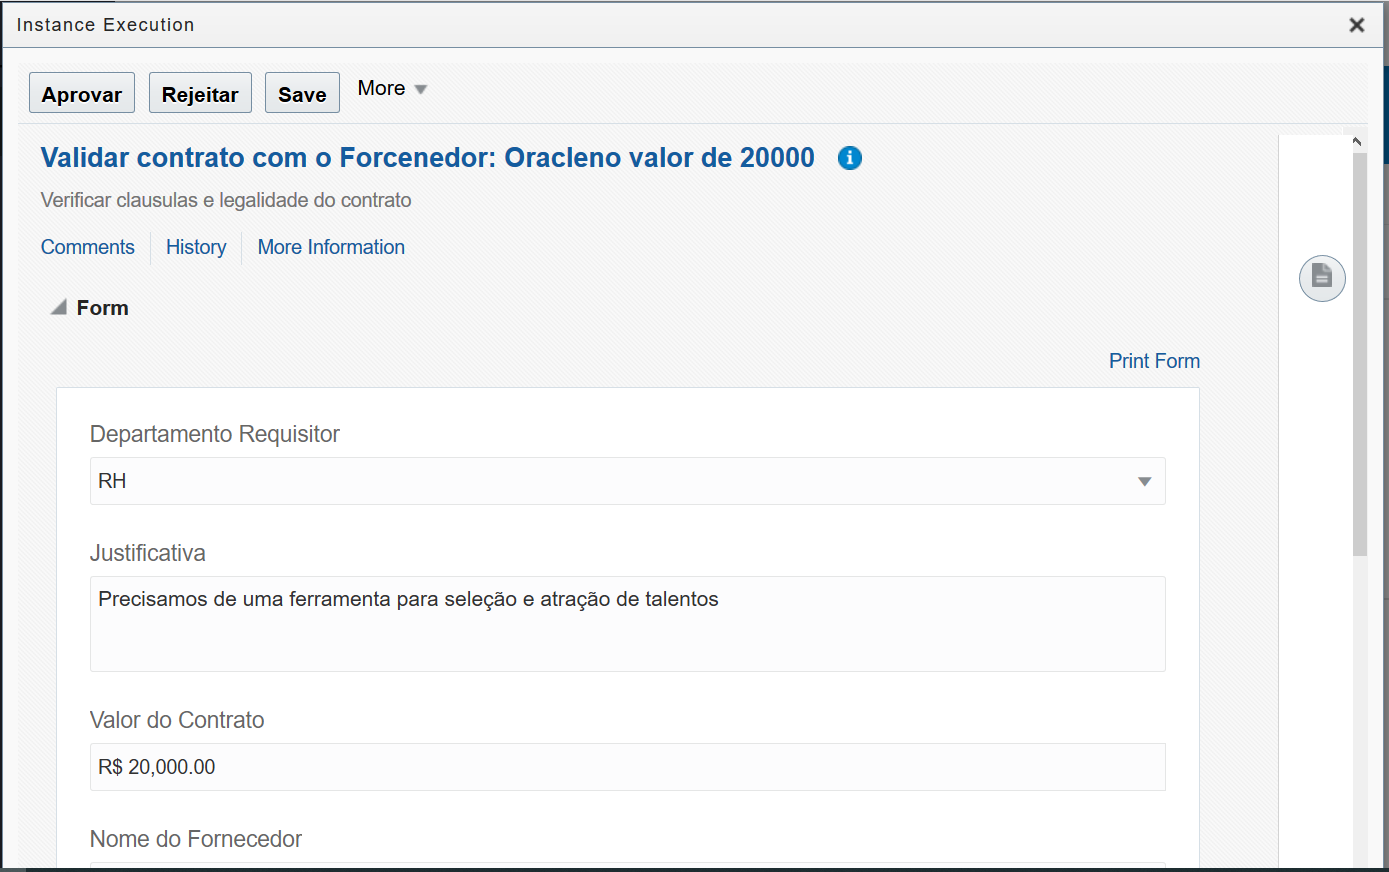 Instance Execution
Aprovar Rejeitar Save More
Validar contrato com o Forcenedor: Oracleno valor de 20000
Verificar clausulas e legalidade do contrato
Comments History More Information
Form
Print Form
Departamento Requisitor
RH
Justificativa
Precisamos de uma ferramenta para seleção e atração de talentos
Valor do Contrato
R$ 20,000.00
Nome do Fornecedor